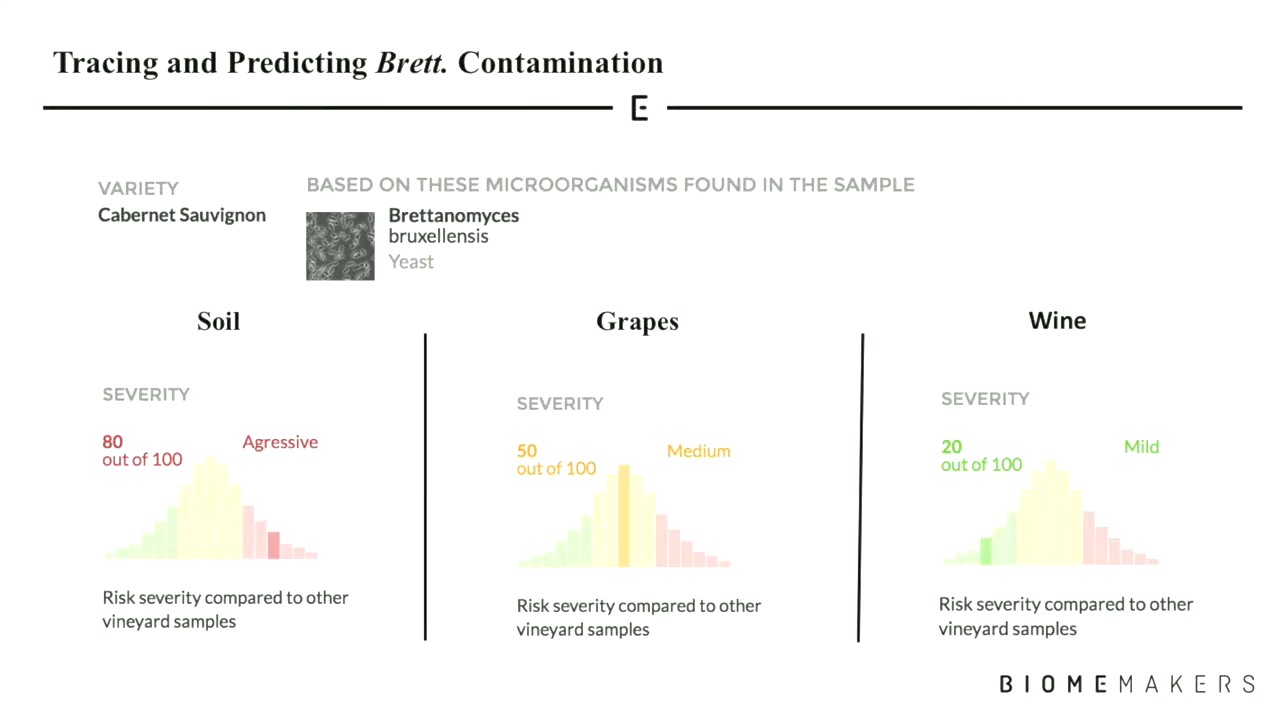 Tracing and Predicting Brett. Contamination
E
VARIETY
Cabernet Sauvignon
BASED ON THESE MICROORGANISMS FOUND IN THE SAMPLE
Brettanomyces
bruxellensis
Yeast
Soil
SEVERITY
80
out of 100
Agressive
Risk severity compared to other
vineyard samples
Grapes
SEVERITY
50
out of 100
Medium
Risk severity compared to other
vineyard samples
Wine
SEVERITY
20
out of 100
Mild
Risk severity compared to other
vineyard samples
BIOMEMAKERS